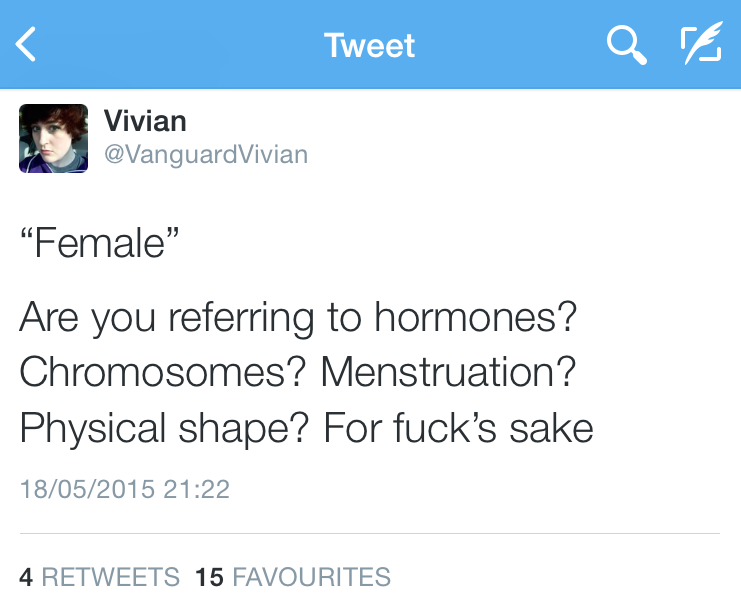 Tweet
Vivian
@VanguardVivian
“Female”
Are you referring to hormones?
Chromosomes? Menstruation?
Physical shape? For fuck’s sake
18/05/2015 21:22
4 RETWEETS 15 FAVOURITES